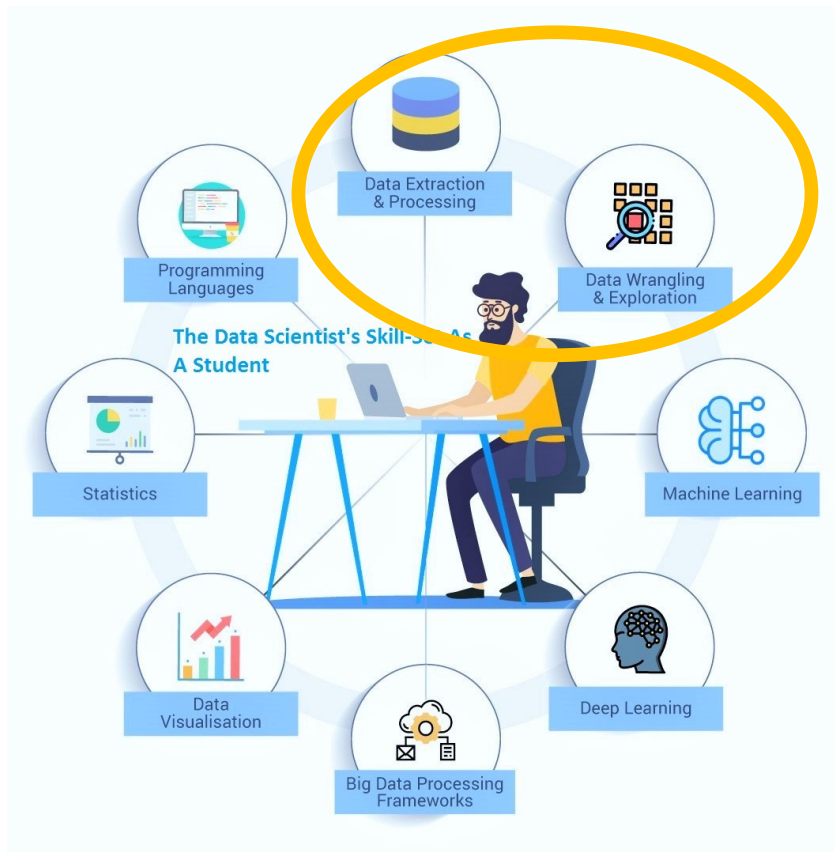 Data Extraction
& Processing
Programming
Languages
Data Wrangling
& Exploration
The Data Scientist's As
A Student
Statistics
Machine Learning
Data
Visualisation
Deep Learning
Big Data Processing
Frameworks